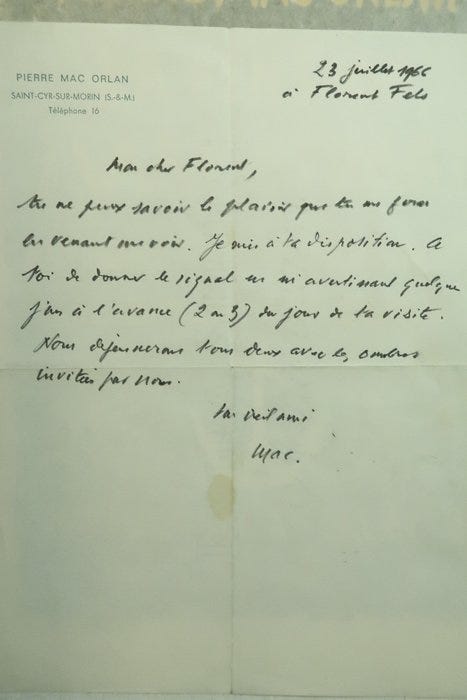 PIERRE MAC ORLAN
SAINT-CYR-SUR-MORIN (S.-&-M.)
Téléphone 16
23 juillet 1966
à Florent Fels
Mon cher Florent,
tu ne peux savoir le plaisir que tu me feras
en venant me voir. Je suis à ta disposition. A
toi de donner le signal en m'avertissant quelque
jours à l'avance (2 ou 3) du jour de ta visite.
Nous déjeunerons tous deux avec les ombres
invitées par nous.
ton vieil ami
Mac.